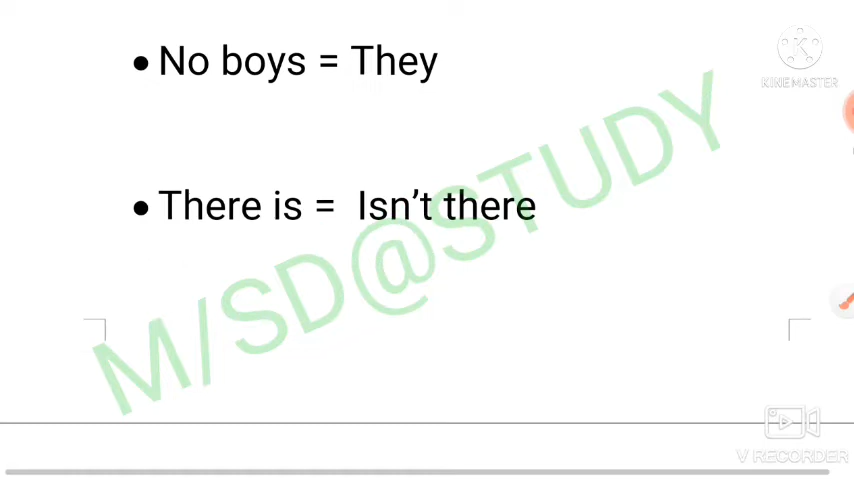 • No boys = They
KINEMASTER
• There is = Isn't there
M/SD@STUDY
V RECORDER